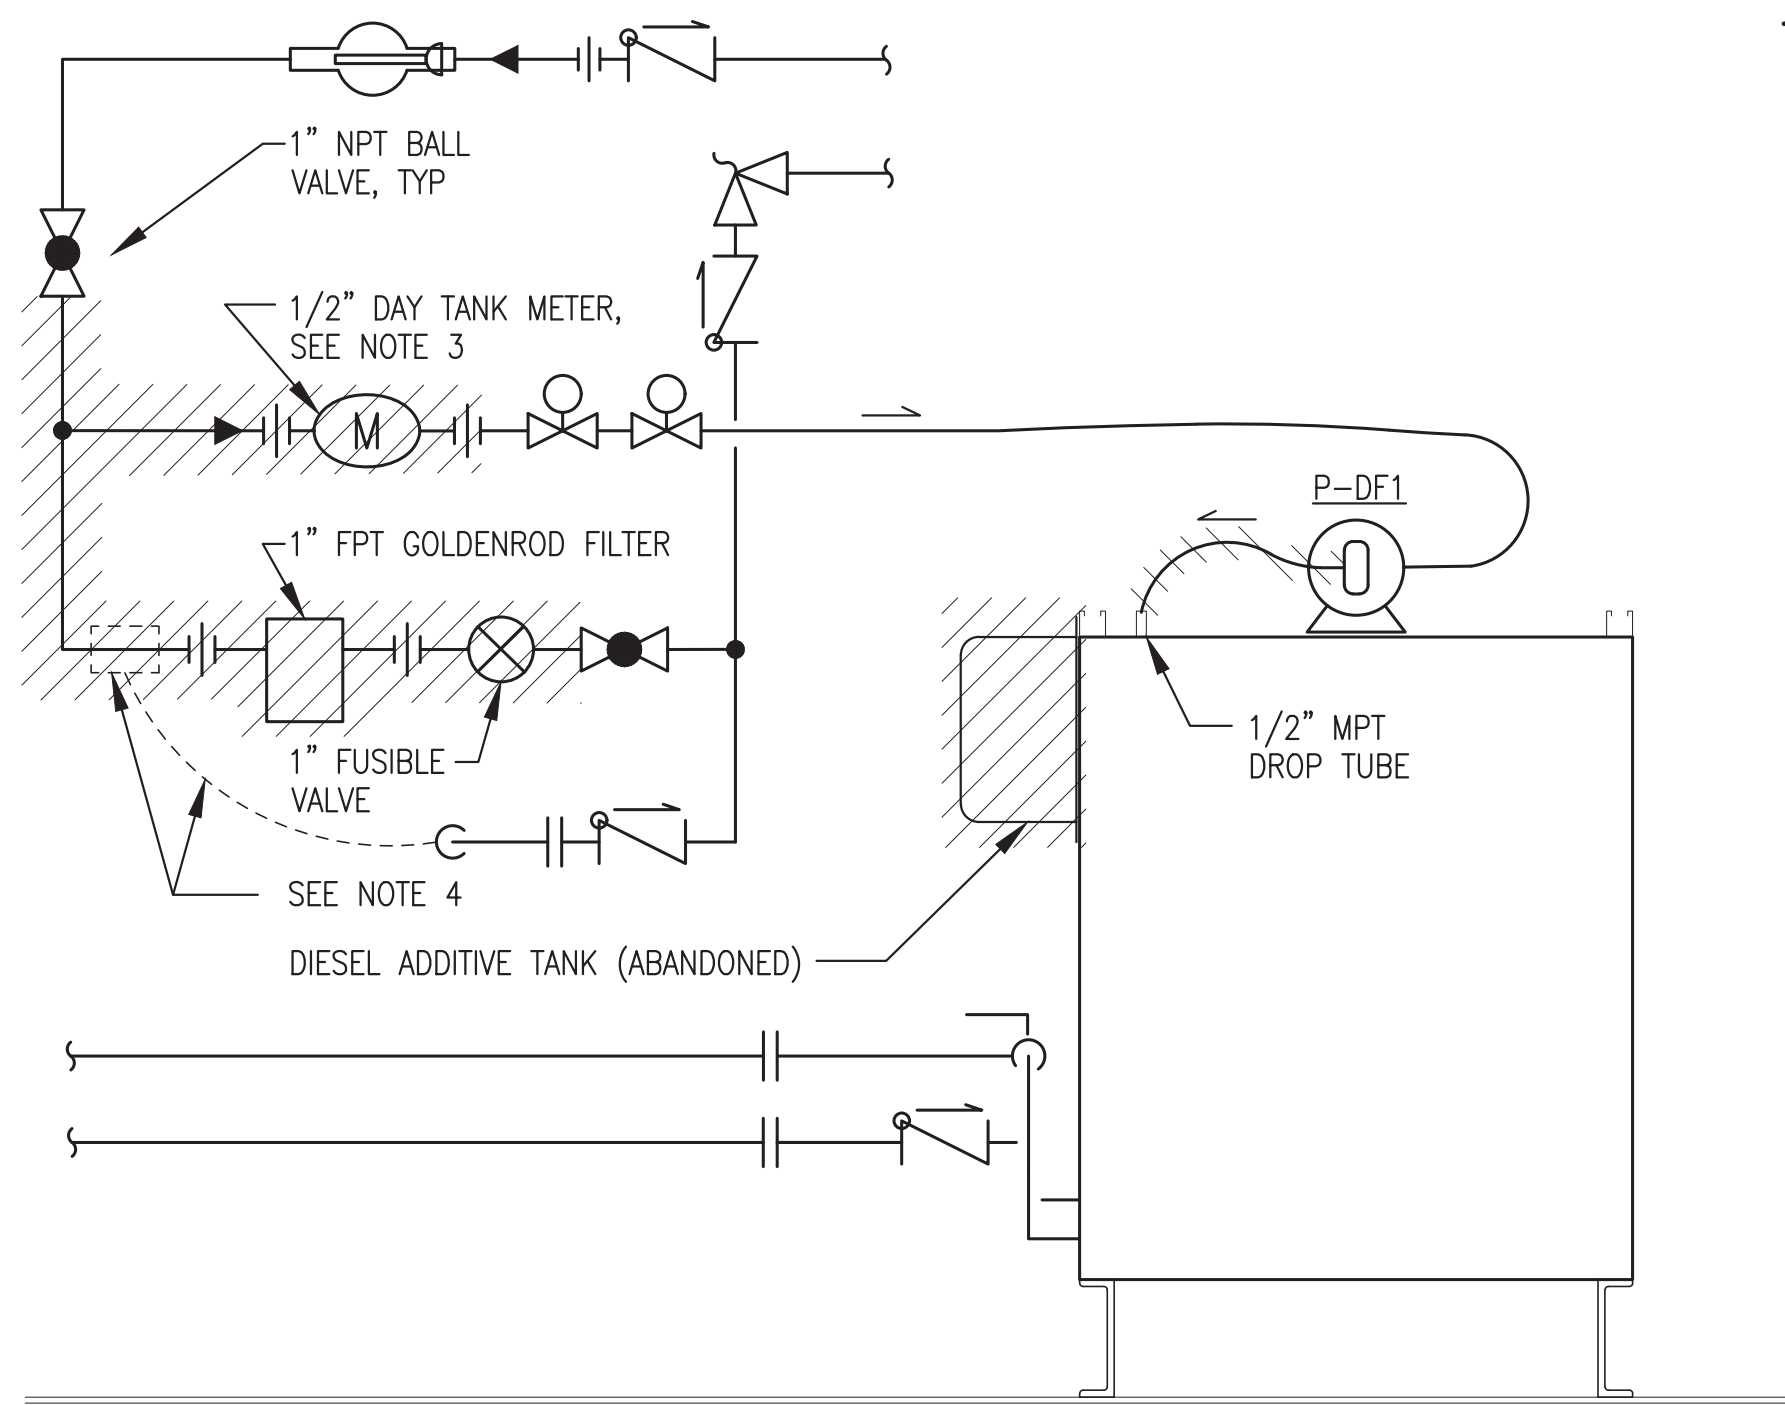 1” NPT BALL
VALVE, TYP
1/2” DAY TANK METER,
SEE NOTE 3
M
P-DF1
1” FPT GOLDENROD FILTER
1/2” MPT
DROP TUBE
1” FUSIBLE
VALVE
SEE NOTE 4
DIESEL ADDITIVE TANK (ABANDONED)